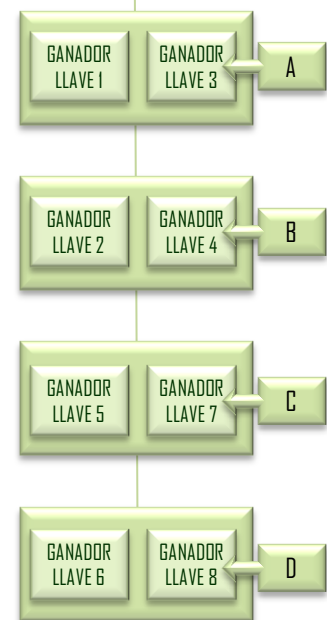 GANADOR
LLAVE 1
GANADOR
LLAVE 3
A
GANADOR
LLAVE 2
GANADOR
LLAVE 4
B
GANADOR
LLAVE 5
GANADOR
LLAVE 7
C
GANADOR
LLAVE 6
GANADOR
LLAVE 8
D